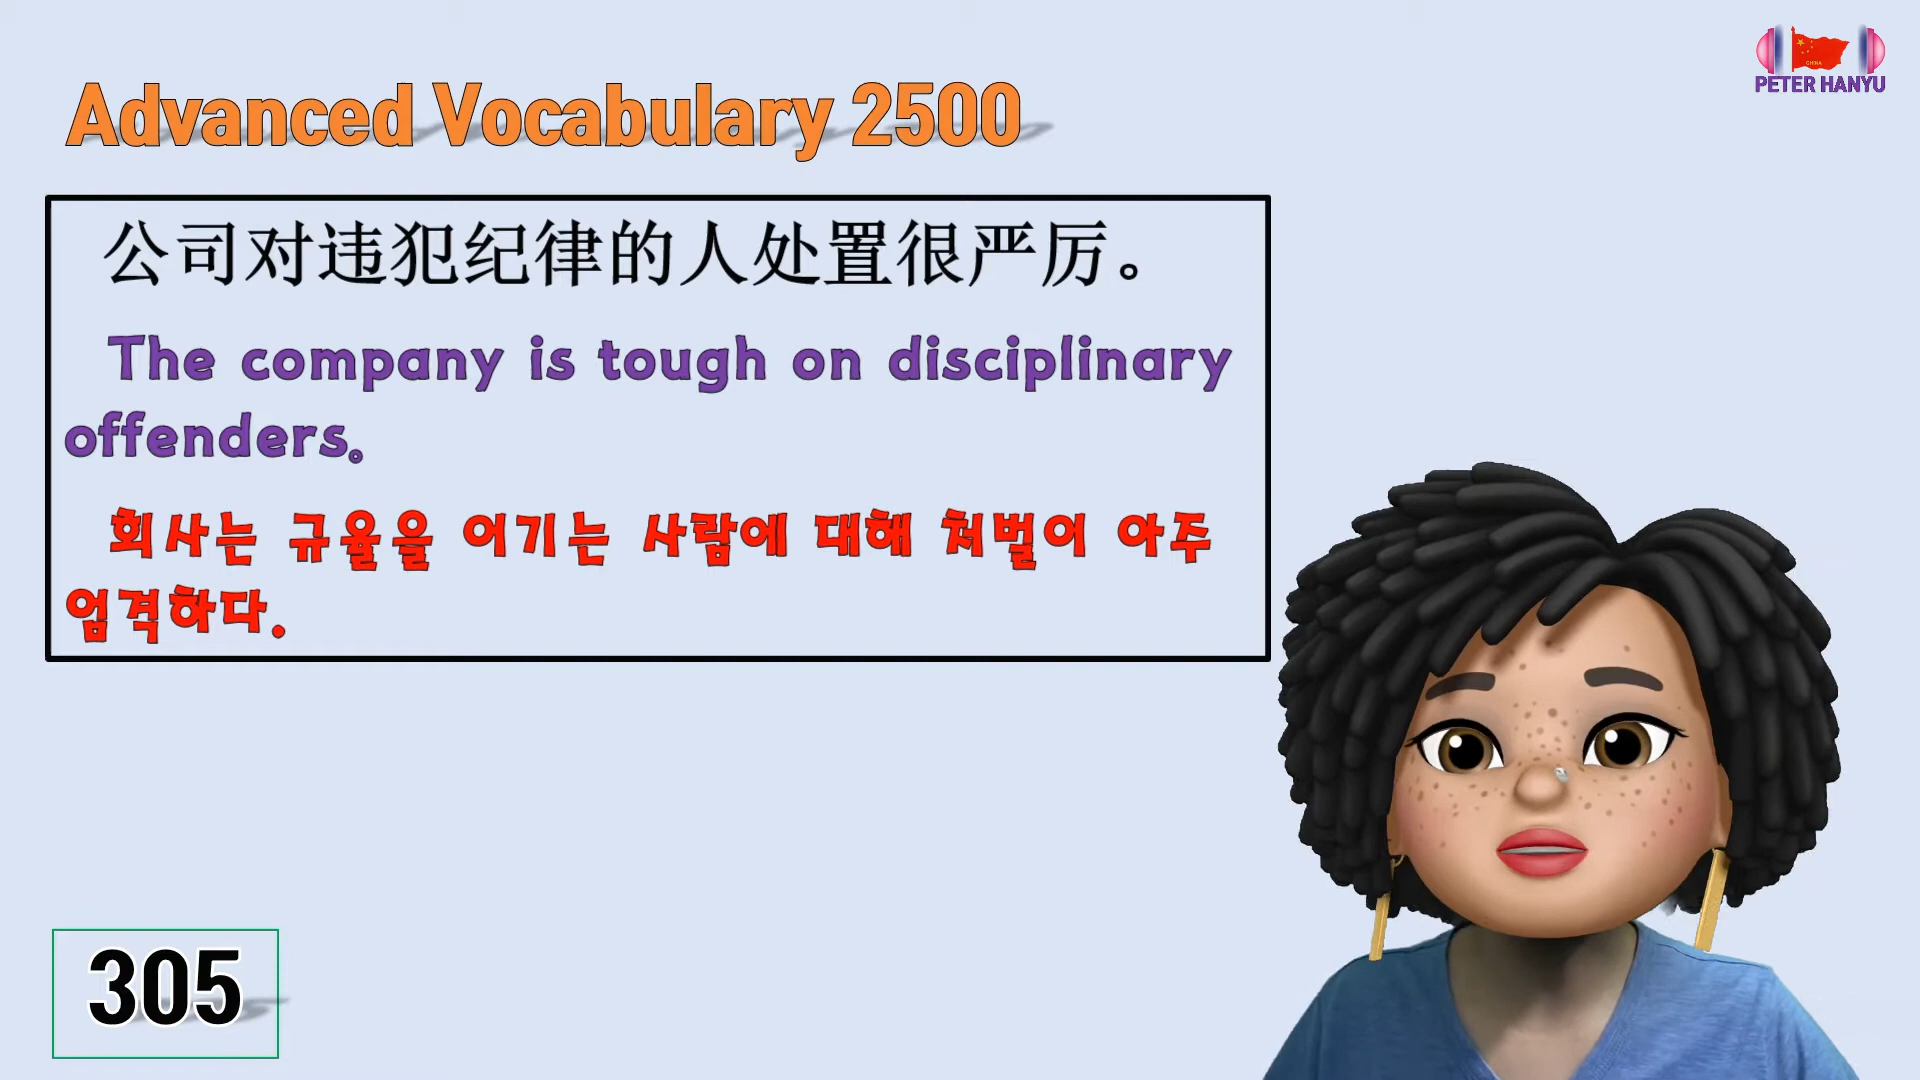 PETER HANYU
Advanced Vocabulary 2500
公司对违犯纪律的人处置很严厉。
The company is tough on disciplinary
offenders。
회사는 규율을 어기는 사람에 대해 처벌이 아주
엄격하다.
305
CHINA